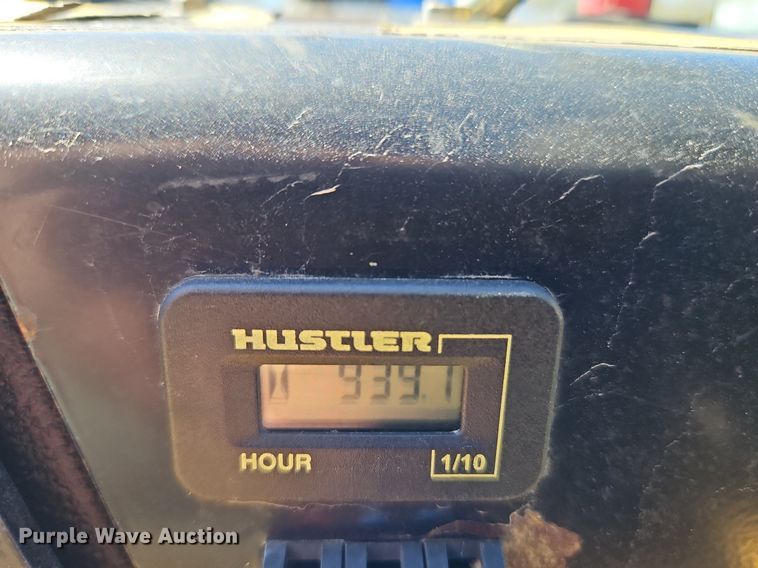 HUSTLER
939.1
HOUR 1/10
Purple Wave Auction